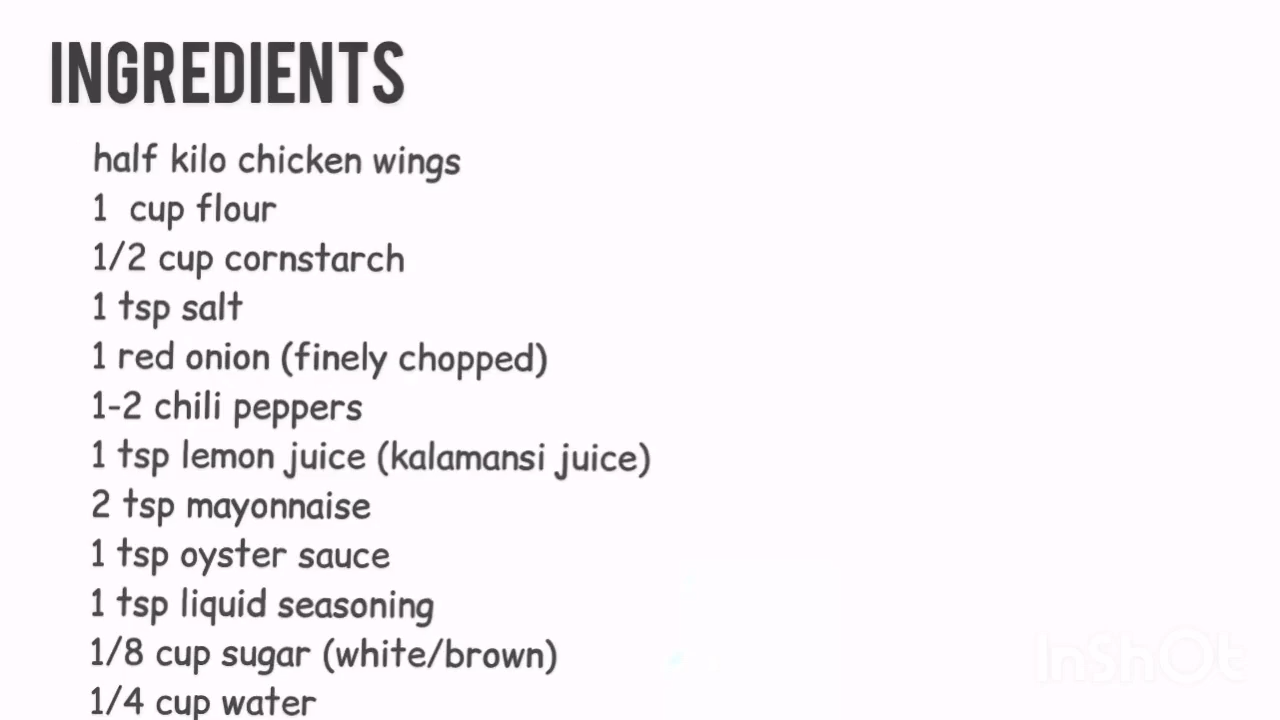 INGREDIENTS
half kilo chicken wings
1 cup flour
1/2 cup cornstarch
1 tsp salt
1 red onion (finely chopped)
1-2 chili peppers
1 tsp lemon juice (kalamansi juice)
2 tsp mayonnaise
1 tsp oyster sauce
1 tsp liquid seasoning
1/8 cup sugar (white/brown)
1/4 cup water
InShOt